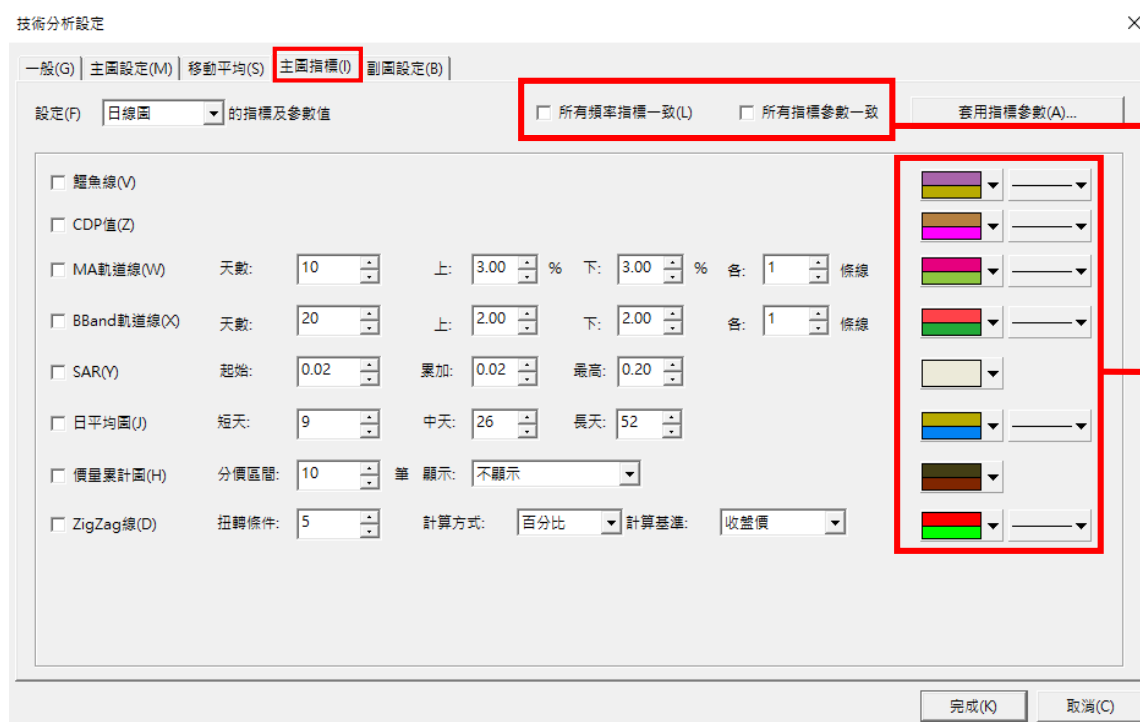 技術分析設定
一般(G) 主圖設定(M) 移動平均(S) 主圖指標(I) 副圖設定(B)
設定(F) 日線圖 的指標及參數值 所有頻率指標一致(L) 所有指標參數一致 套用指標參數(A)...
鱷魚線(V)
CDP值(Z)
MA軌道線(W) 天數: 10 上: 3.00 % 下: 3.00 % 各: 1 條線
BBand軌道線(X) 天數: 20 上: 2.00 下: 2.00 各: 1 條線
SAR(Y) 起始: 0.02 累加: 0.02 最高: 0.20
日平均圖(J) 短天: 9 中天: 26 長天: 52
價量累計圖(H) 分價區間: 10 筆 顯示: 不顯示
ZigZag線(D) 扭轉條件: 5 計算方式: 百分比 計算基準: 收盤價
完成(K) 取消(C)